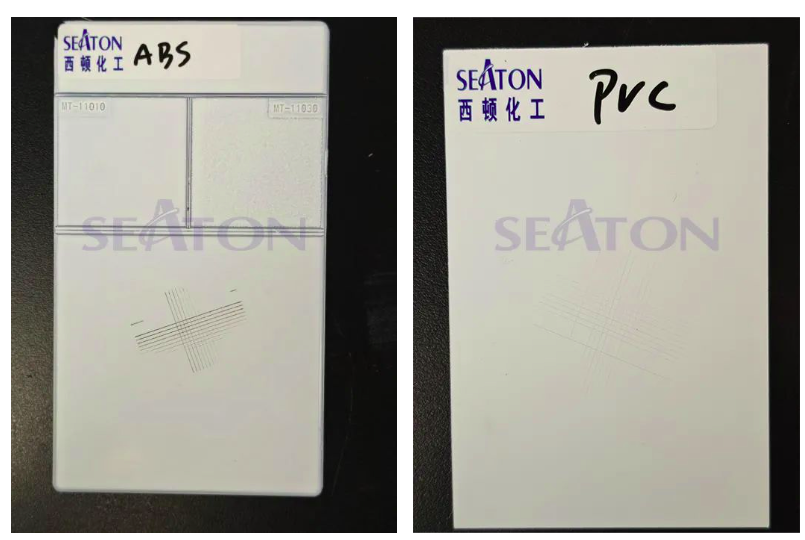 SEATON
西顿化工
ABS
MT-11010
MT-11030
SEATON
SEATON
西顿化工
PVC
SEATON